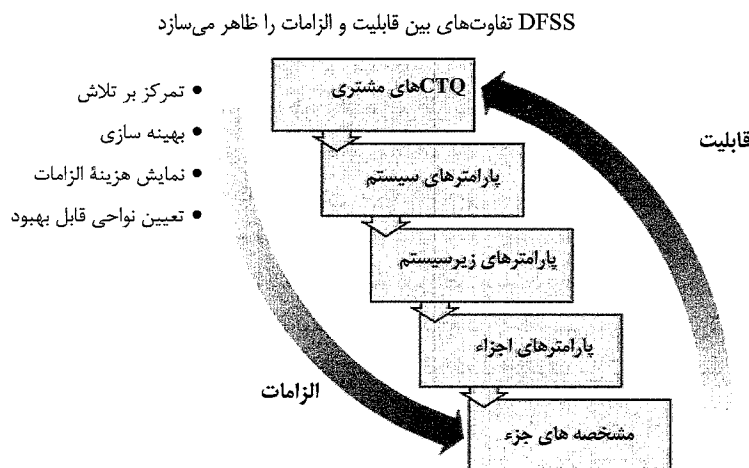 DFSS تفاوت‌های بین قابلیت و الزامات را ظاهر می‌سازد
CTQهای مشتری
• تمرکز بر تلاش
• بهینه سازی
• نمایش هزینهٔ الزامات
• تعیین نواحی قابل بهبود
قابلیت
پارامترهای سیستم
پارامترهای زیرسیستم
پارامترهای اجزاء
الزامات
مشخصه های جزء